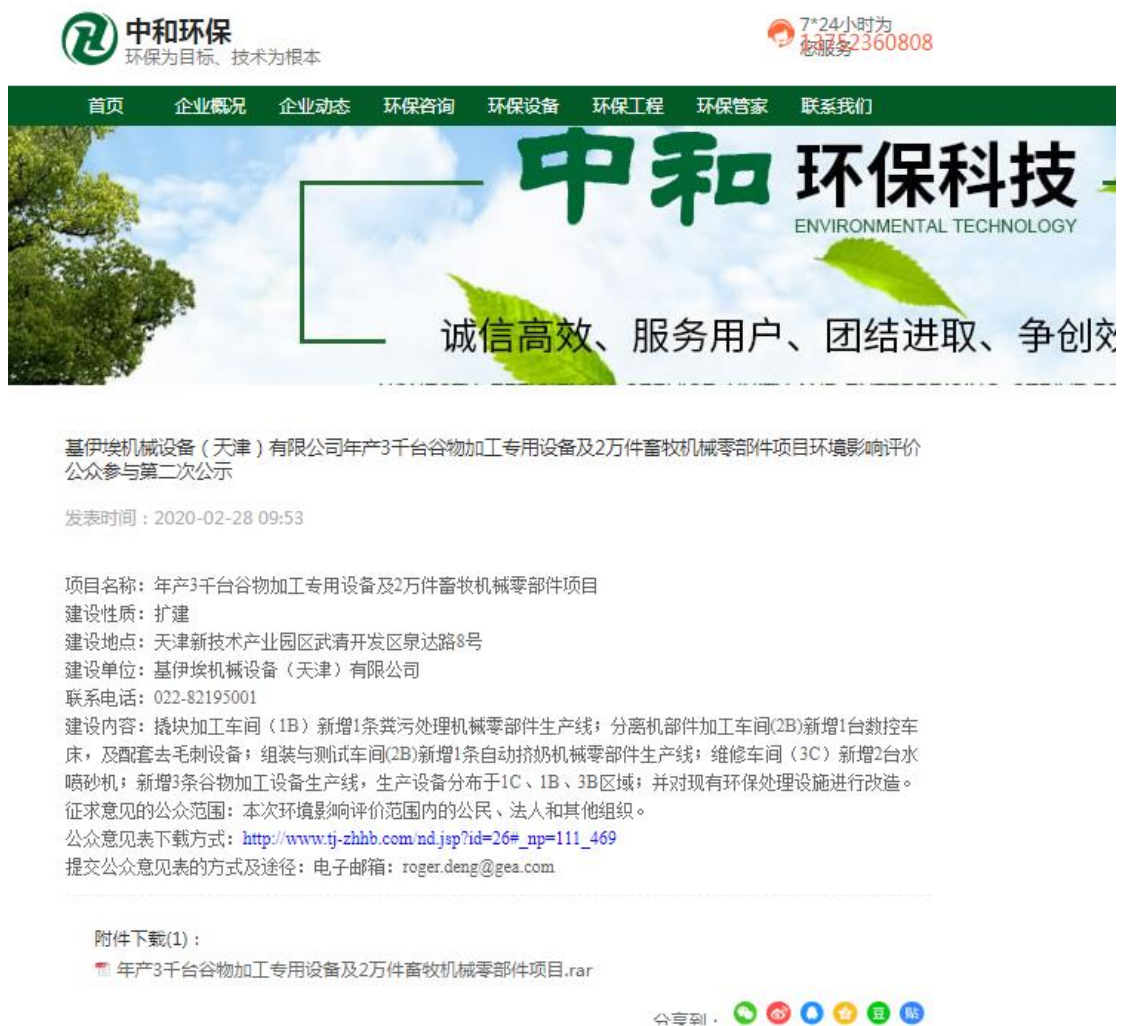 中和环保
环保为目标、技术为根本
7*24小时为
您服务
13752360808
首页 企业概况 企业动态 环保咨询 环保设备 环保工程 环保管家 联系我们
中和 环保科技
ENVIRONMENTAL TECHNOLOGY
诚信高效、服务用户、团结进取、争创效
基伊埃机械设备（天津）有限公司年产3千台谷物加工专用设备及2万件畜牧机械零部件项目环境影响评价
公众参与第二次公示
发表时间：2020-02-28 09:53
项目名称：年产3千台谷物加工专用设备及2万件畜牧机械零部件项目
建设性质：扩建
建设地点：天津新技术产业园区武清开发区泉达路8号
建设单位：基伊埃机械设备（天津）有限公司
联系电话：022-82195001
建设内容：撬块加工车间（1B）新增1条粪污处理机械零部件生产线；分离机部件加工车间(2B)新增1台数控车
床，及配套去毛刺设备；组装与测试车间(2B)新增1条自动挤奶机械零部件生产线；维修车间（3C）新增2台水
喷砂机；新增3条谷物加工设备生产线，生产设备分布于1C、1B、3B区域；并对现有环保处理设施进行改造。
征求意见的公众范围：本次环境影响评价范围内的公民、法人和其他组织。
公众意见表下载方式：http://www.tj-zhhb.com/nd.jsp?id=26#_np=111_469
提交公众意见表的方式及途径：电子邮箱：roger.deng@gea.com
附件下载(1)：
年产3千台谷物加工专用设备及2万件畜牧机械零部件项目.rar
分享到：
豆 贴